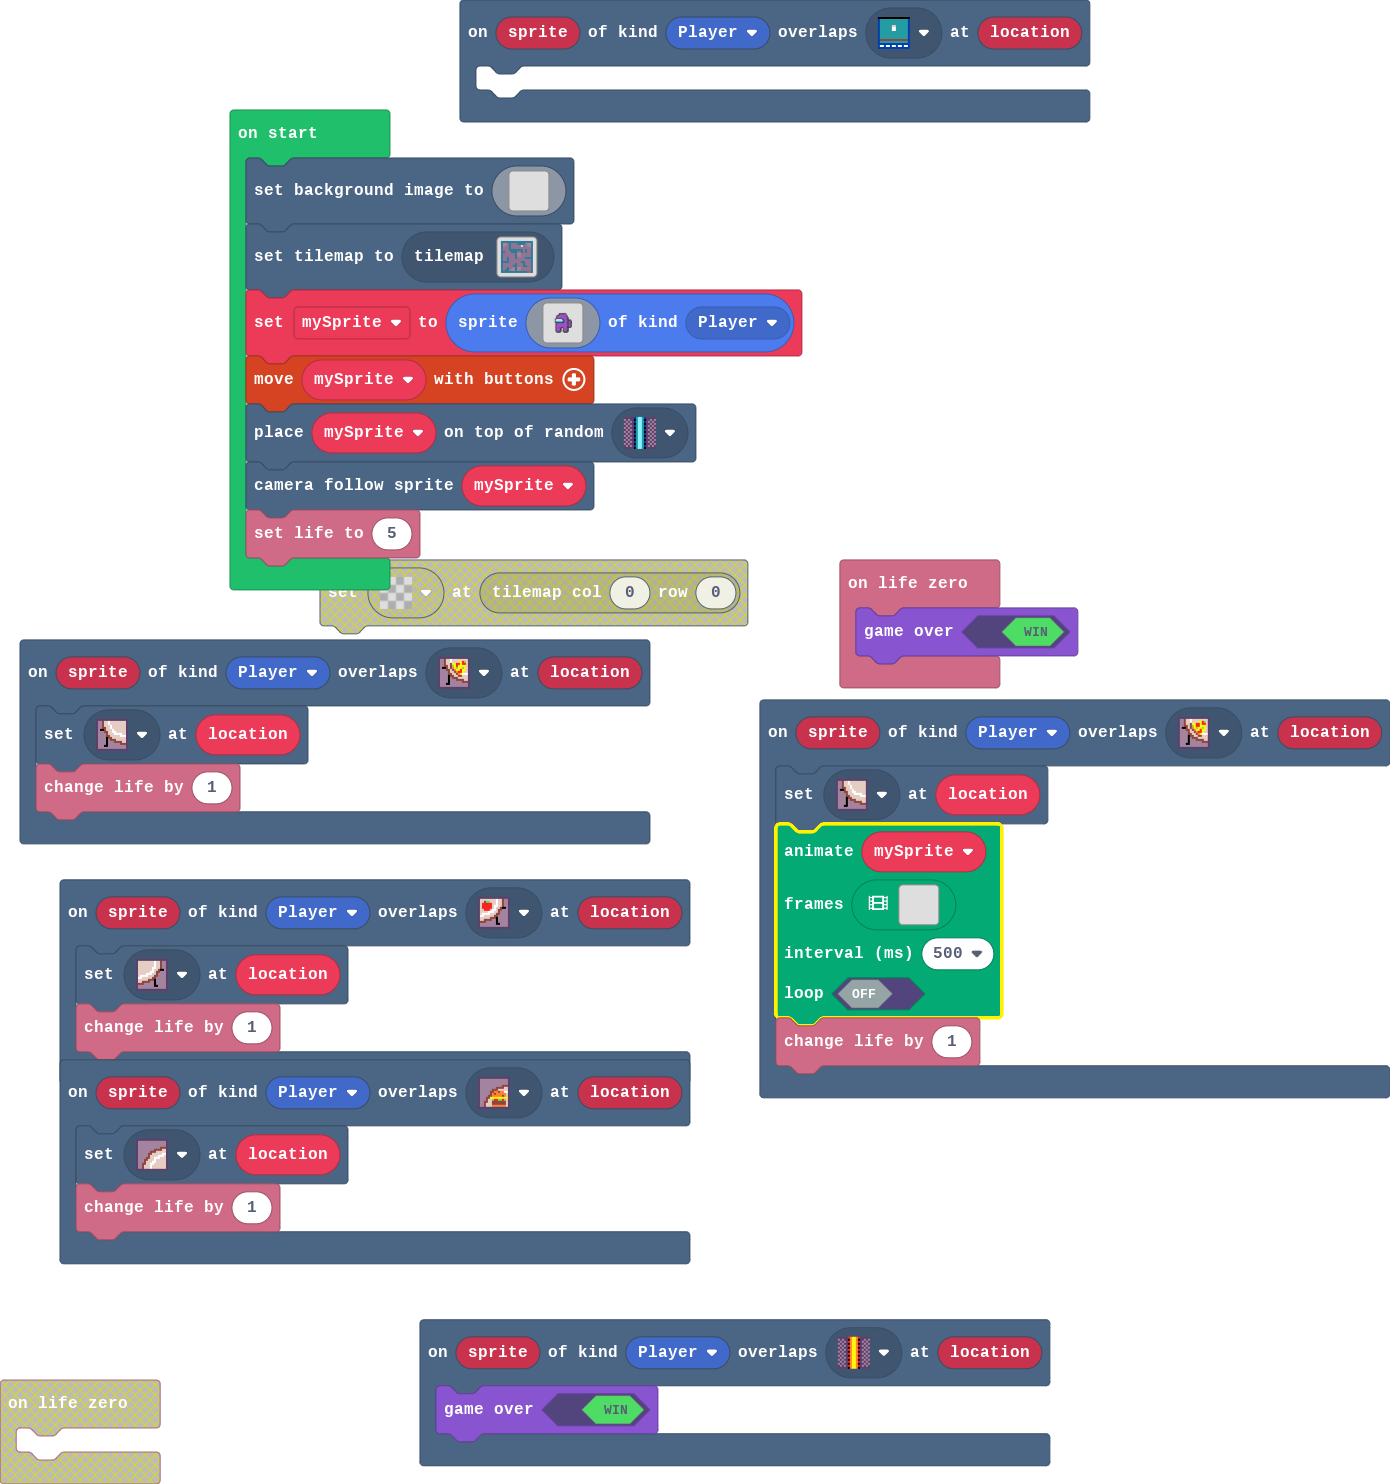 on sprite of kind Player overlaps at location
on start
set background image to
set tilemap to tilemap
set mySprite to sprite of kind Player
move mySprite with buttons
place mySprite on top of random
camera follow sprite mySprite
set life to 5
set at tilemap col 0 row 0
on life zero
game over WIN
on sprite of kind Player overlaps at location
set at location
change life by 1
on sprite of kind Player overlaps at location
set at location
animate mySprite
frames
interval (ms) 500
loop OFF
change life by 1
on sprite of kind Player overlaps at location
set at location
change life by 1
on sprite of kind Player overlaps at location
set at location
change life by 1
on sprite of kind Player overlaps at location
game over WIN
on life zero